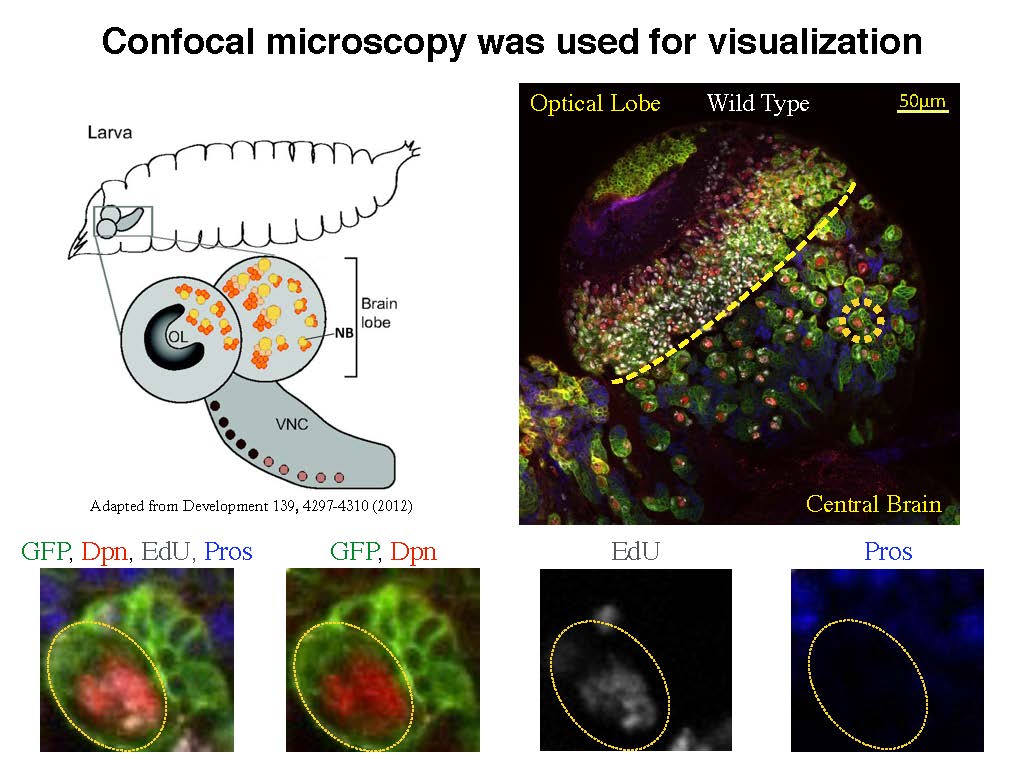 Confocal microscopy was used for visualization
Larva
OL
NB
Brain
lobe
VNC
Adapted from Development 139, 4297-4310 (2012)
Optical Lobe
Wild Type
50μm
Central Brain
GFP, Dpn, EdU, Pros
GFP, Dpn
EdU
Pros